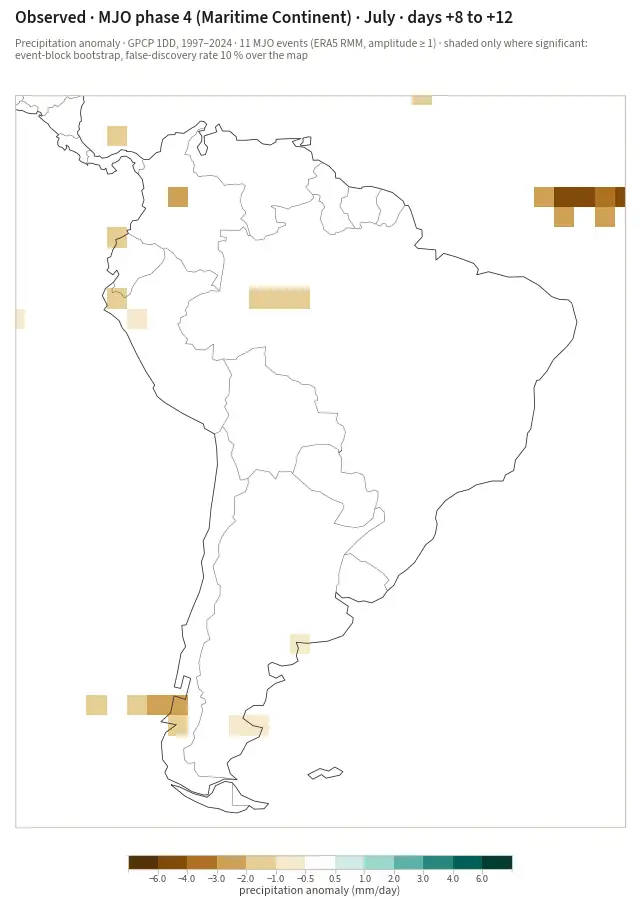 Observed · MJO phase 4 (Maritime Continent) · July · days +8 to +12
Precipitation anomaly · GPCP 1DD, 1997–2024 · 11 MJO events (ERA5 RMM, amplitude ≥ 1) · shaded only where significant:
event-block bootstrap, false-discovery rate 10 % over the map
−6.0 −4.0 −3.0 −2.0 −1.0 −0.5 0.5 1.0 2.0 3.0 4.0 6.0
precipitation anomaly (mm/day)